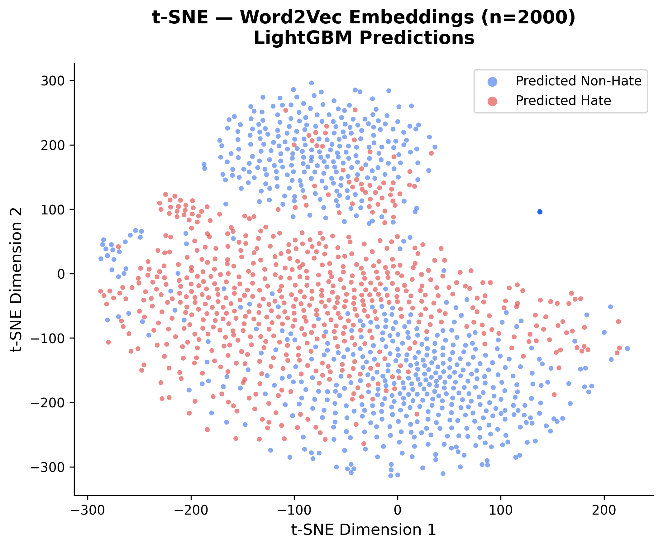 t-SNE — Word2Vec Embeddings (n=2000)
LightGBM Predictions
Predicted Non-Hate
Predicted Hate
t-SNE Dimension 2
300
200
100
0
−100
−200
−300
−300
−200
−100
0
100
200
t-SNE Dimension 1